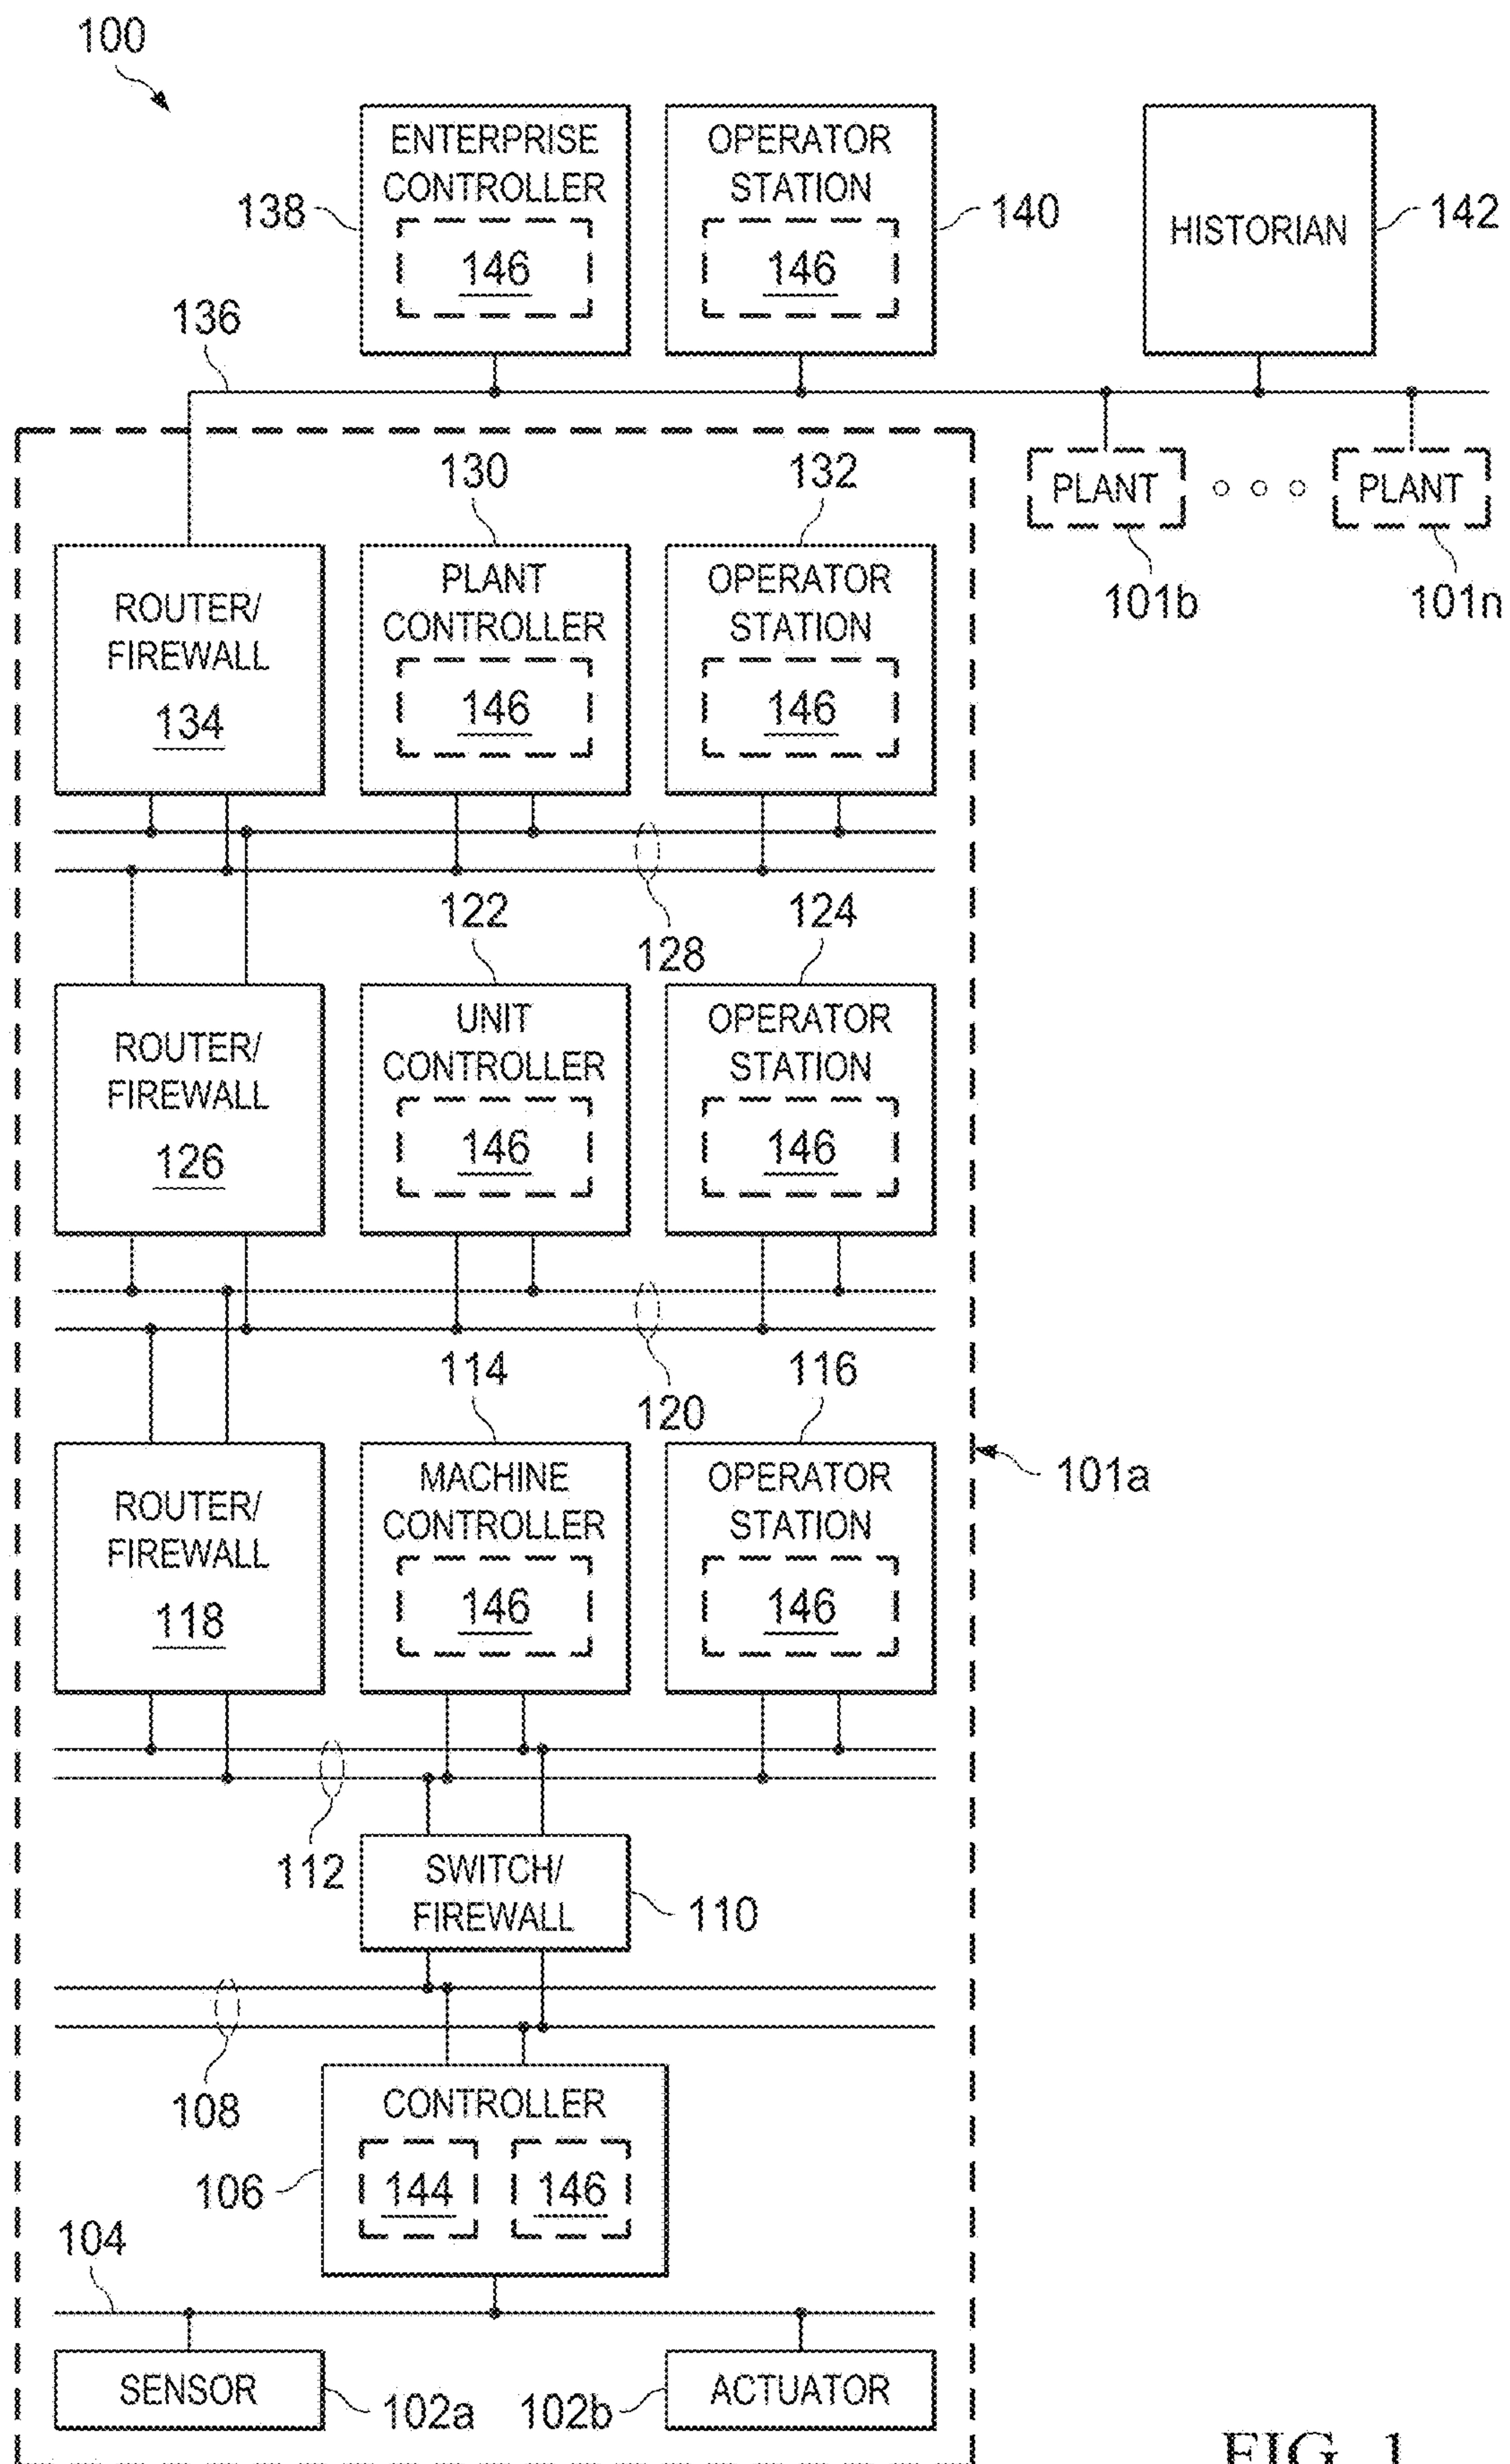 100
ENTERPRISE
CONTROLLER
146
138
OPERATOR
STATION
146
140
HISTORIAN
142
136
PLANT
101b
PLANT
101n
ROUTER/
FIREWALL
134
130
PLANT
CONTROLLER
146
132
OPERATOR
STATION
146
128
ROUTER/
FIREWALL
126
122
UNIT
CONTROLLER
146
124
OPERATOR
STATION
146
120
ROUTER/
FIREWALL
118
114
MACHINE
CONTROLLER
146
116
OPERATOR
STATION
146
101a
112
SWITCH/
FIREWALL
110
108
CONTROLLER
144
146
106
104
SENSOR
102a
102b
ACTUATOR
FIG. 1